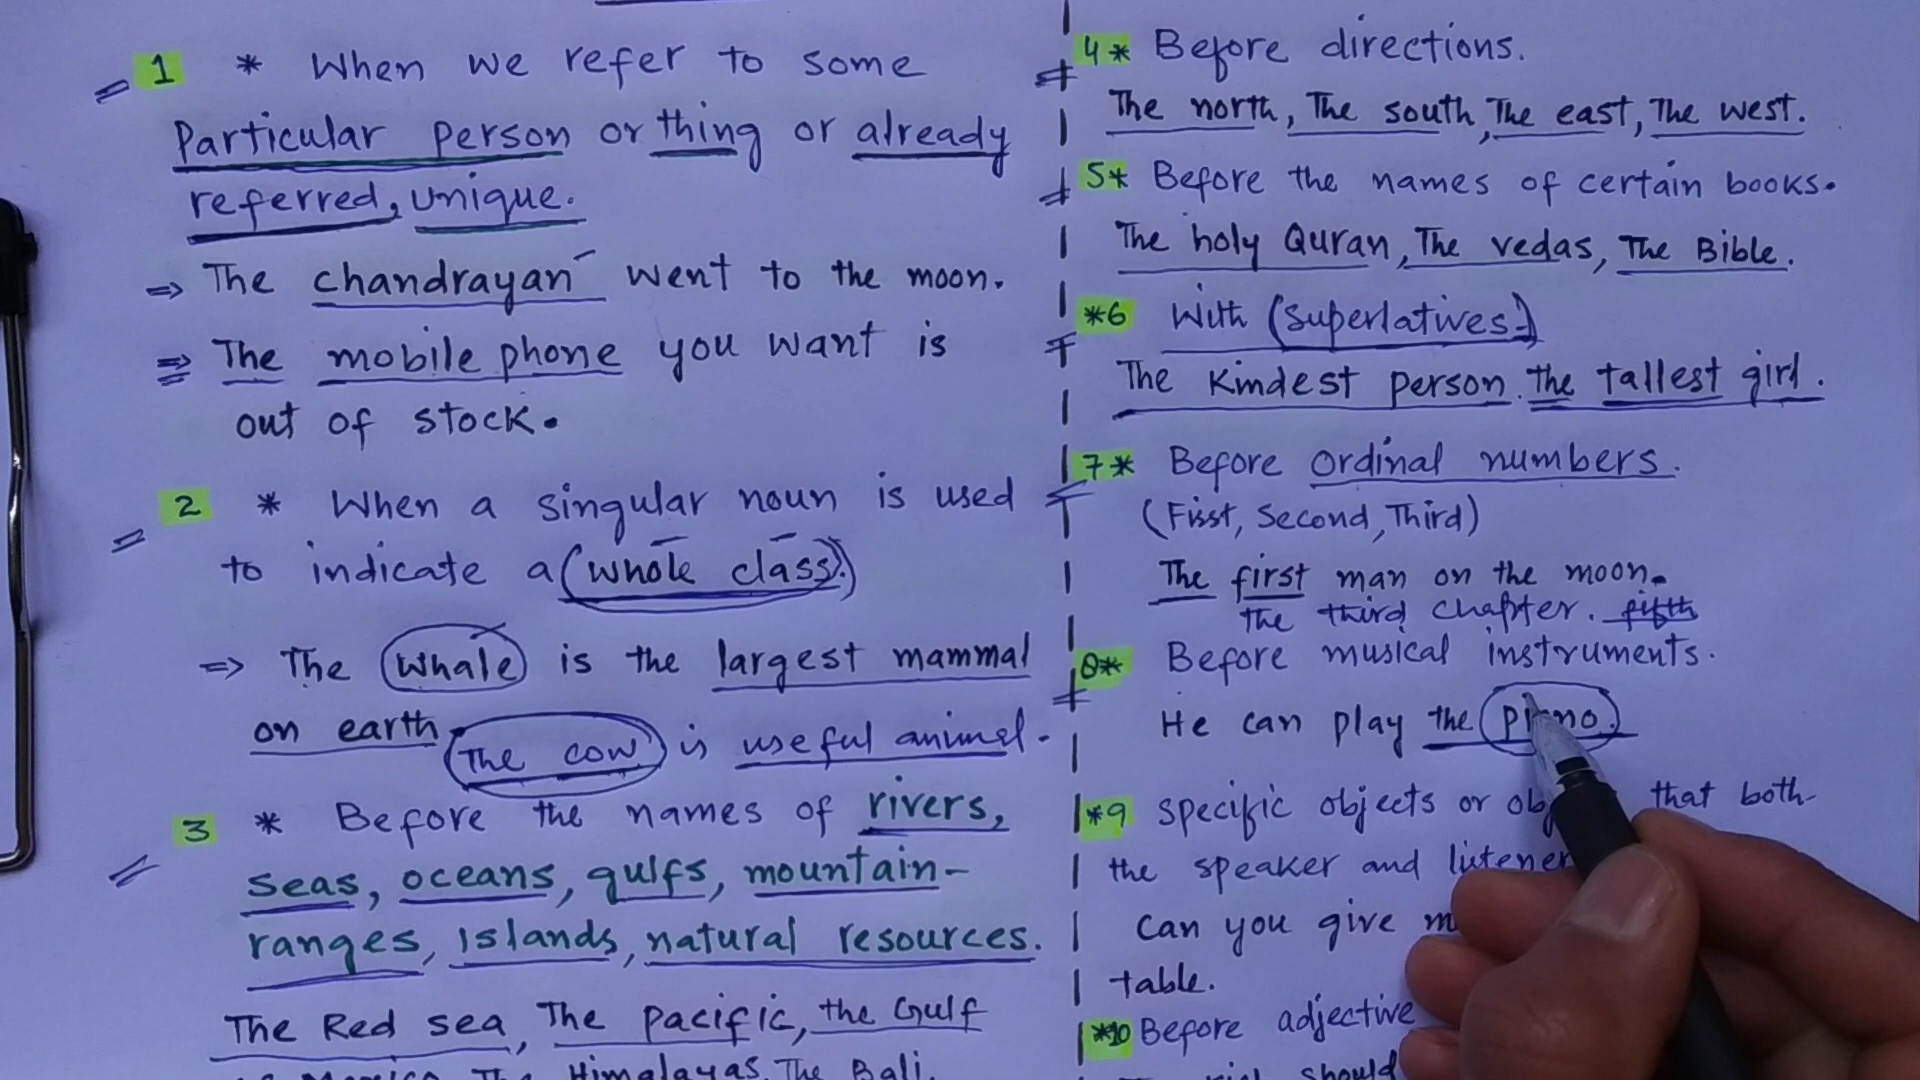 1 * When we refer to some
Particular person or thing or already
referred, unique.
⇒ The chandrayan went to the moon.
⇒ The mobile phone you want is
out of stock.
2 * When a singular noun is used
to indicate a (whole class.)
⇒ The whale is the largest mammal
on earth. The cow is useful animal.
3 * Before the names of rivers,
seas, oceans, gulfs, mountain-
ranges, islands, natural resources.
The Red sea, The pacific, the Gulf
Himalayas, The Bali.
4* Before directions.
The north, The south, The east, The west.
5* Before the names of certain books.
The holy Quran, The vedas, The Bible.
*6 With (superlatives.)
The kindest person. the tallest girl.
7* Before ordinal numbers.
(First, Second, Third)
The first man on the moon.
the third chapter. fifth
8* Before musical instruments.
He can play the piano.
*9 specific objects or that both
the speaker and listener
Can you give
table.
*10 Before adjective
should